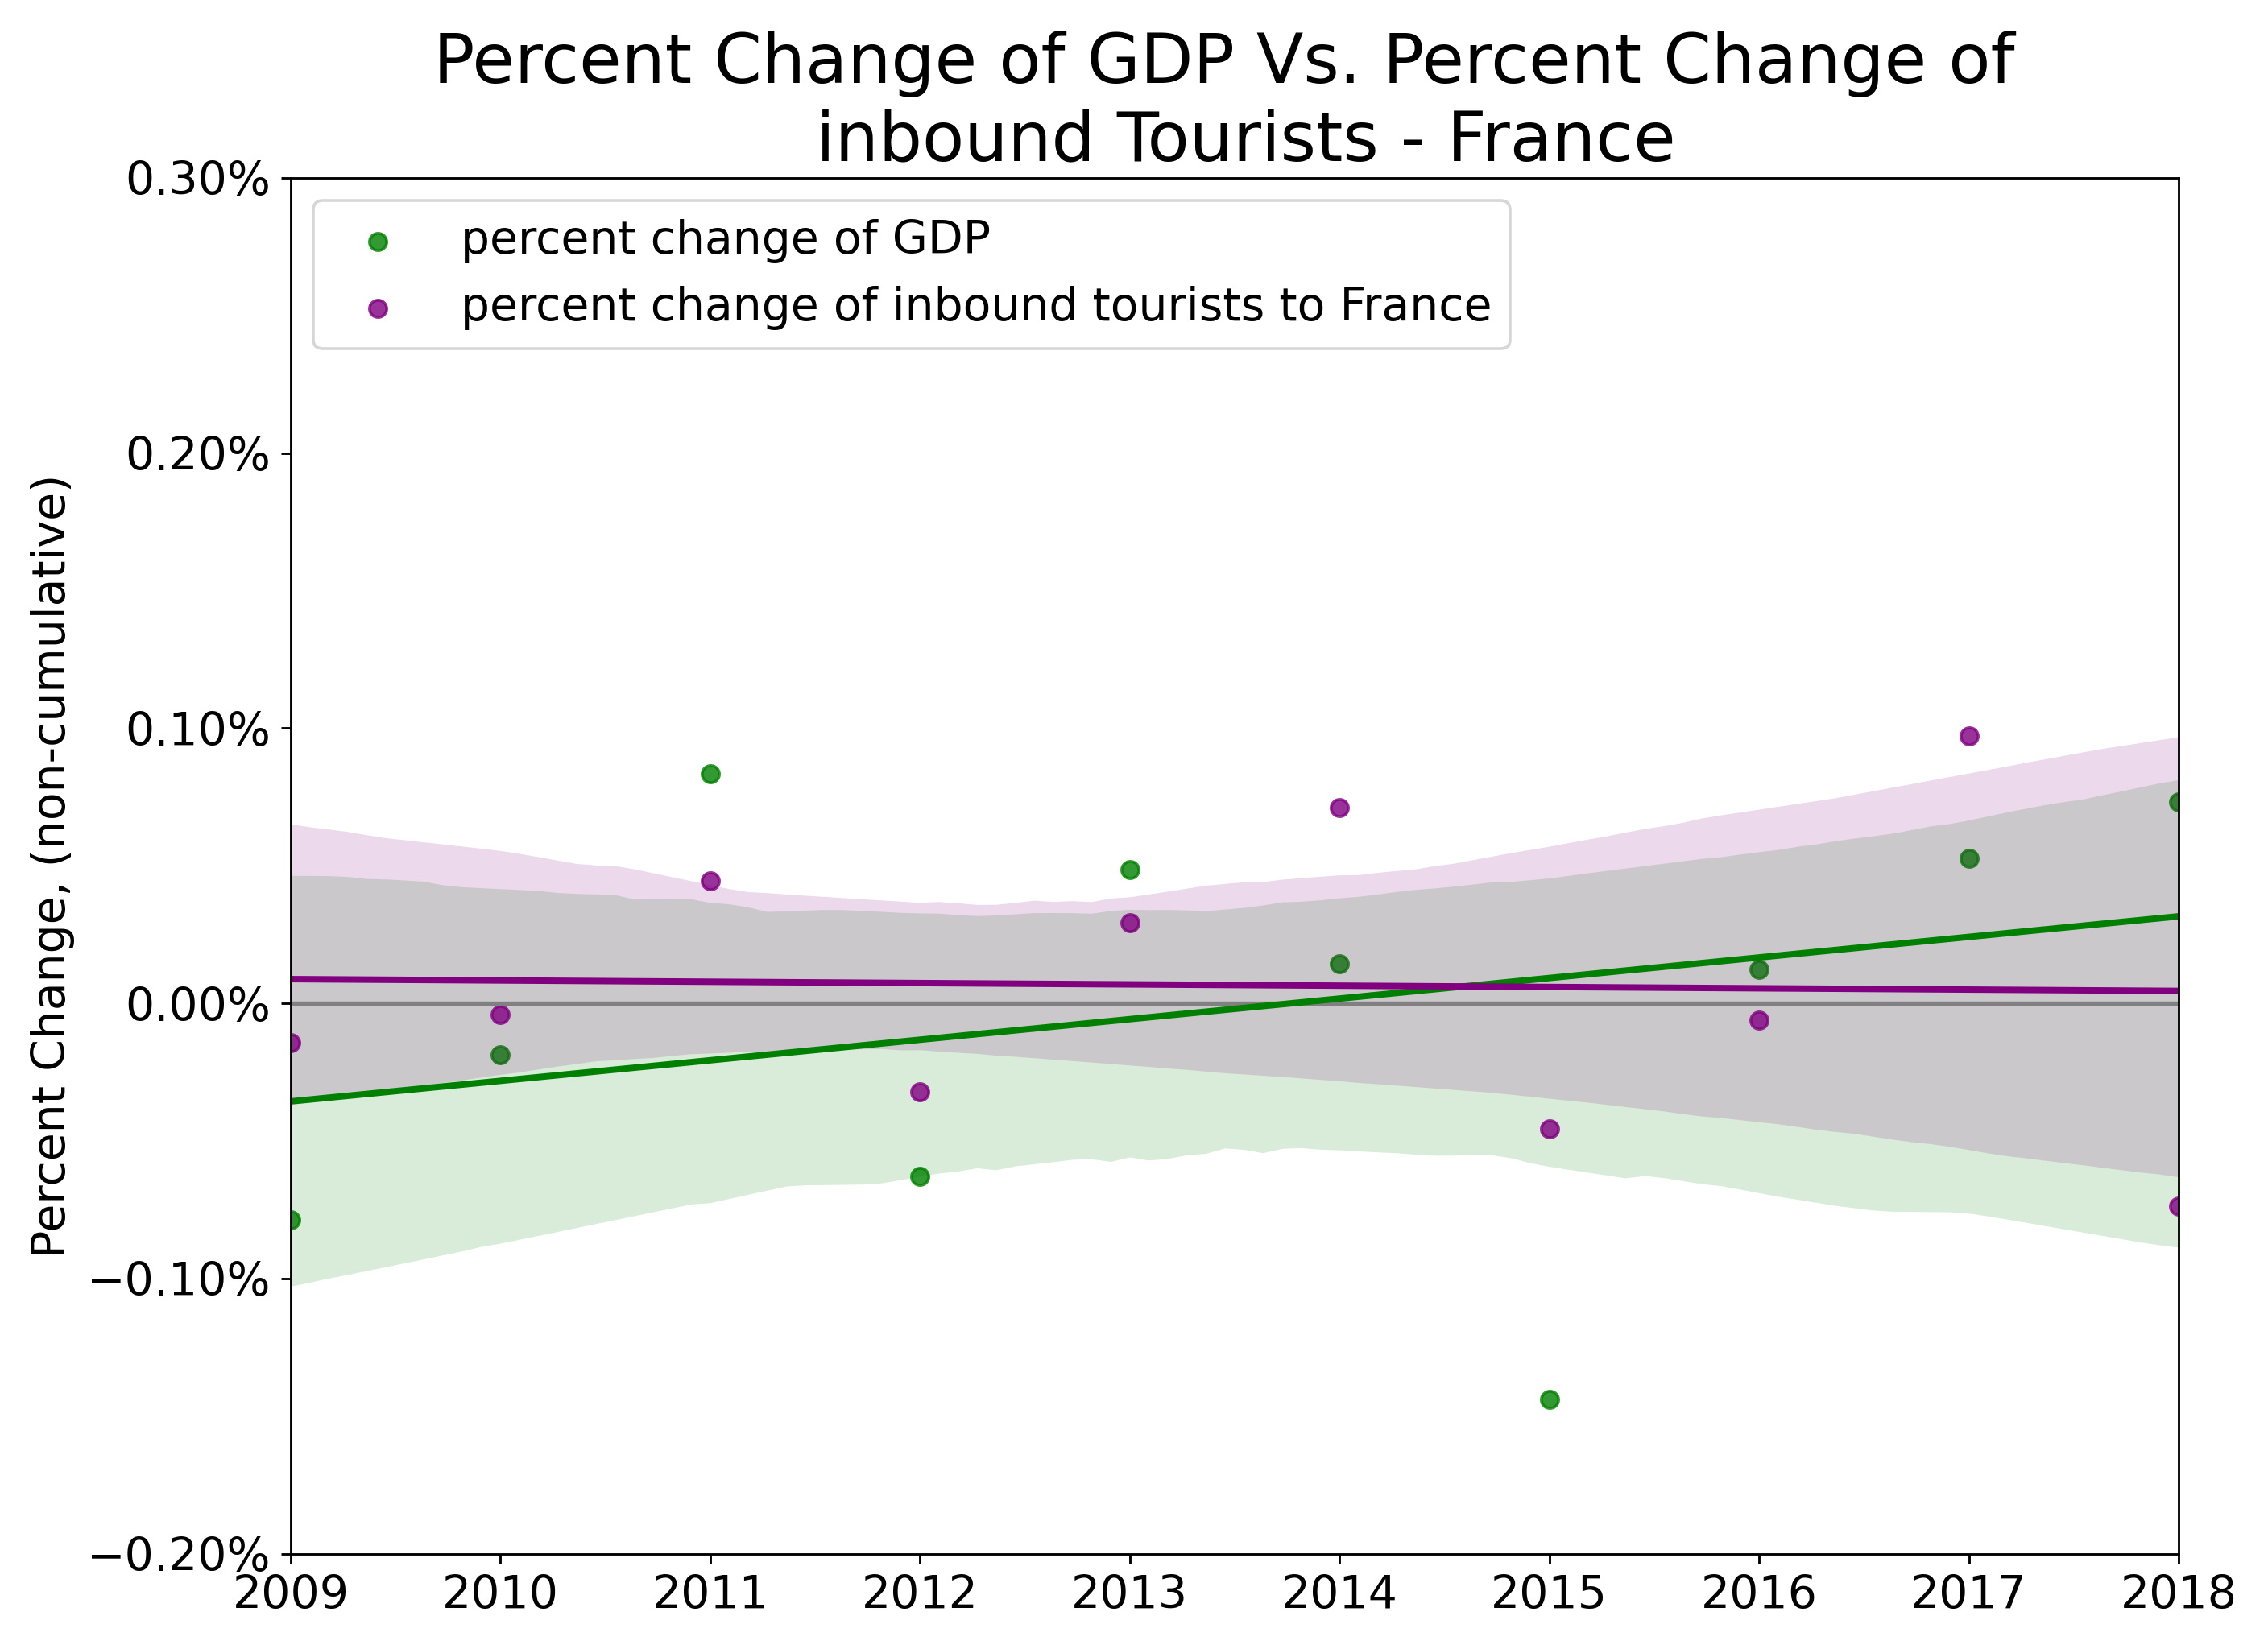 Percent Change of GDP Vs. Percent Change of
inbound Tourists - France
percent change of GDP
percent change of inbound tourists to France
Percent Change, (non-cumulative)
0.30%
0.20%
0.10%
0.00%
−0.10%
−0.20%
2009 2010 2011 2012 2013 2014 2015 2016 2017 2018